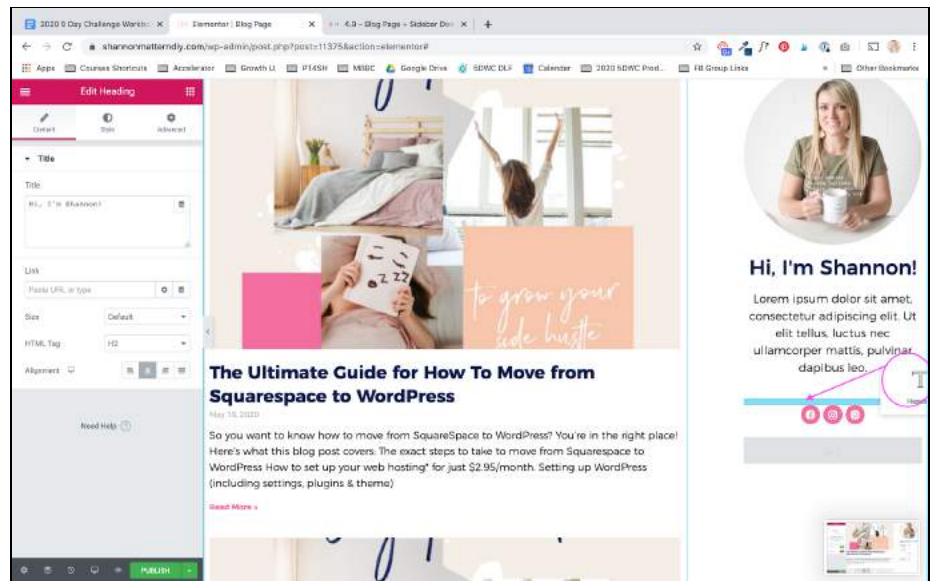 2020 5 Day Challenge Workb
Elementor | Blog Page
4.9 - Blog Page + Sidebar Des
shannonmatterndiy.com/wp-admin/post.php?post=11375&action=elementor#
Apps
Courses Shortcuts
Accelerator
Growth U
P14SH
MBBC
Google Drive
5DWC DLF
Calendar
2020 5DWC Prod...
FB Group Links
»
Other Bookmarks
Edit Heading
Content
Style
Advanced
Title
Title
Hi, I'm Shannon!
Link
Paste URL or type
Size
Default
HTML Tag
H2
Alignment
Need Help
PUBLISH
to grow your
side hustle
The Ultimate Guide for How To Move from
Squarespace to WordPress
May 18, 2020
So you want to know how to move from SquareSpace to WordPress? You're in the right place!
Here's what this blog post covers: The exact steps to take to move from Squarespace to
WordPress How to set up your web hosting* for just $2.95/month. Setting up WordPress
(including settings, plugins & theme)
Read More »
Hi, I'm Shannon!
Lorem ipsum dolor sit amet,
consectetur adipiscing elit. Ut
elit tellus, luctus nec
ullamcorper mattis, pulvinar
dapibus leo.